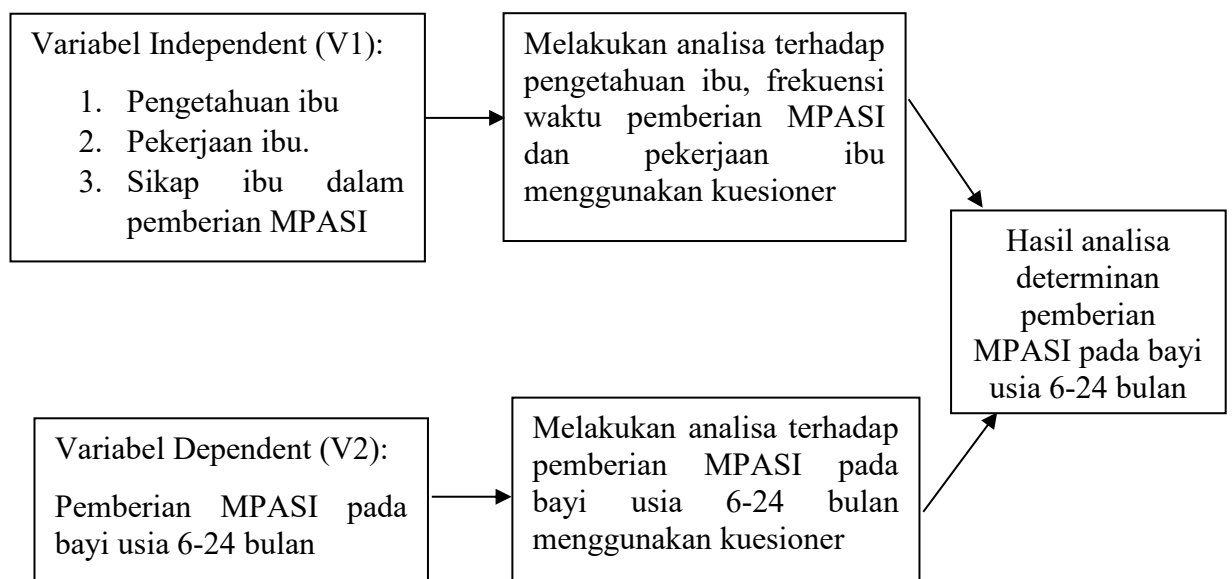 Variabel Independent (V1):
1. Pengetahuan ibu
2. Pekerjaan ibu.
3. Sikap ibu dalam
pemberian MPASI
Melakukan analisa terhadap
pengetahuan ibu, frekuensi
waktu pemberian MPASI
dan pekerjaan ibu
menggunakan kuesioner
Hasil analisa
determinan
pemberian
MPASI pada bayi
usia 6-24 bulan
Variabel Dependent (V2):
Pemberian MPASI pada
bayi usia 6-24 bulan
Melakukan analisa terhadap
pemberian MPASI pada
bayi usia 6-24 bulan
menggunakan kuesioner